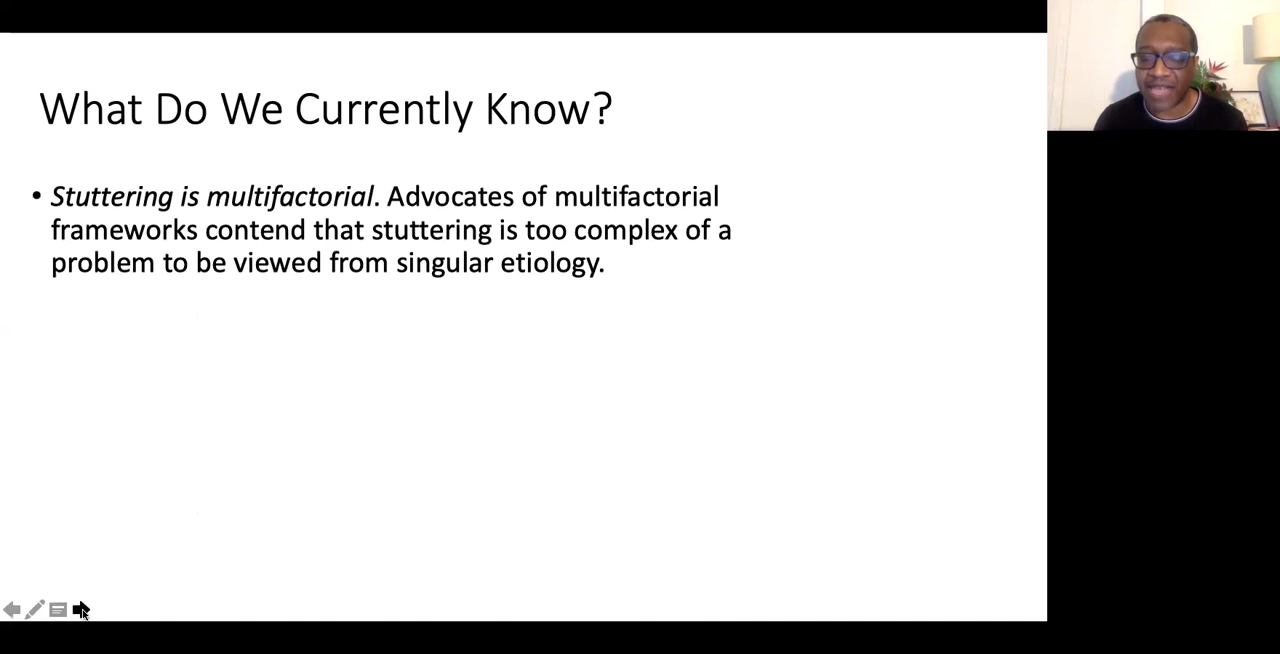 What Do We Currently Know?
• Stuttering is multifactorial. Advocates of multifactorial
frameworks contend that stuttering is too complex of a
problem to be viewed from singular etiology.